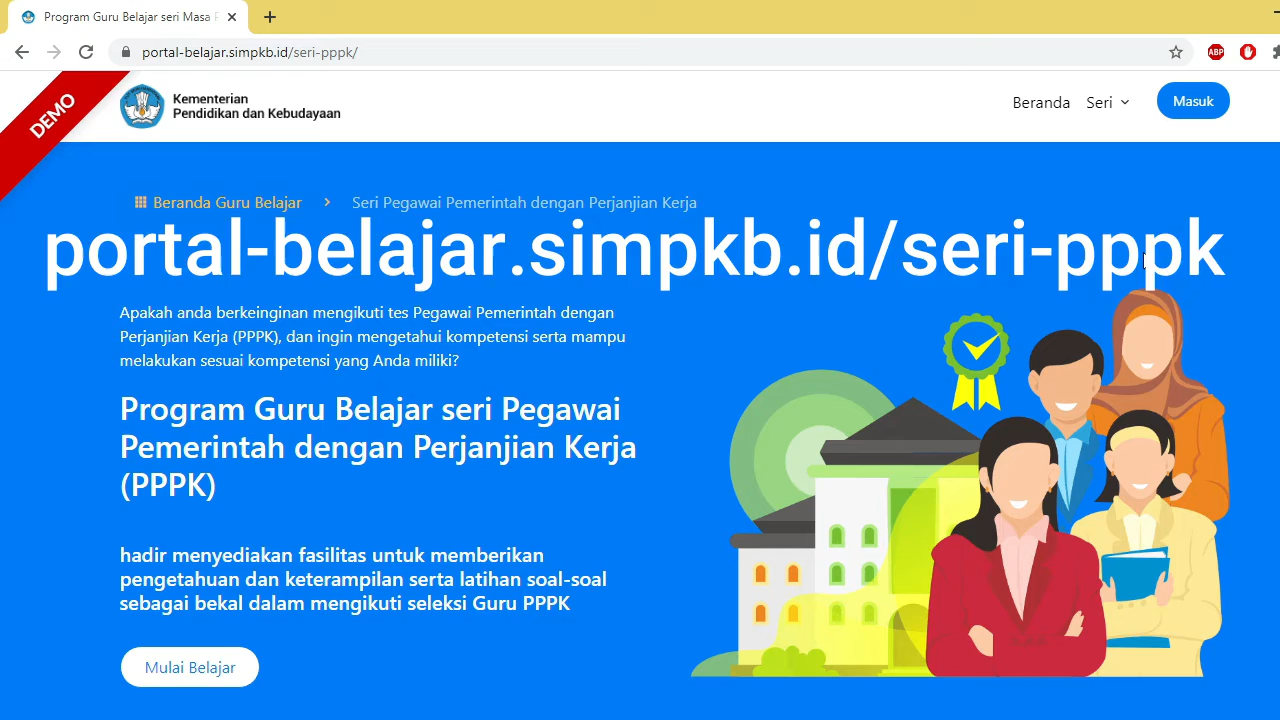 Program Guru Belajar seri Masa
portal-belajar.simpkb.id/seri-pppk/
ABP
DEMO
Kementerian
Pendidikan dan Kebudayaan
Beranda
Seri
Masuk
Beranda Guru Belajar
Seri Pegawai Pemerintah dengan Perjanjian Kerja
portal-belajar.simpkb.id/seri-pppk
Apakah anda berkeinginan mengikuti tes Pegawai Pemerintah dengan
Perjanjian Kerja (PPPK), dan ingin mengetahui kompetensi serta mampu
melakukan sesuai kompetensi yang Anda miliki?
Program Guru Belajar seri Pegawai
Pemerintah dengan Perjanjian Kerja
(PPPK)
hadir menyediakan fasilitas untuk memberikan
pengetahuan dan keterampilan serta latihan soal-soal
sebagai bekal dalam mengikuti seleksi Guru PPPK
Mulai Belajar